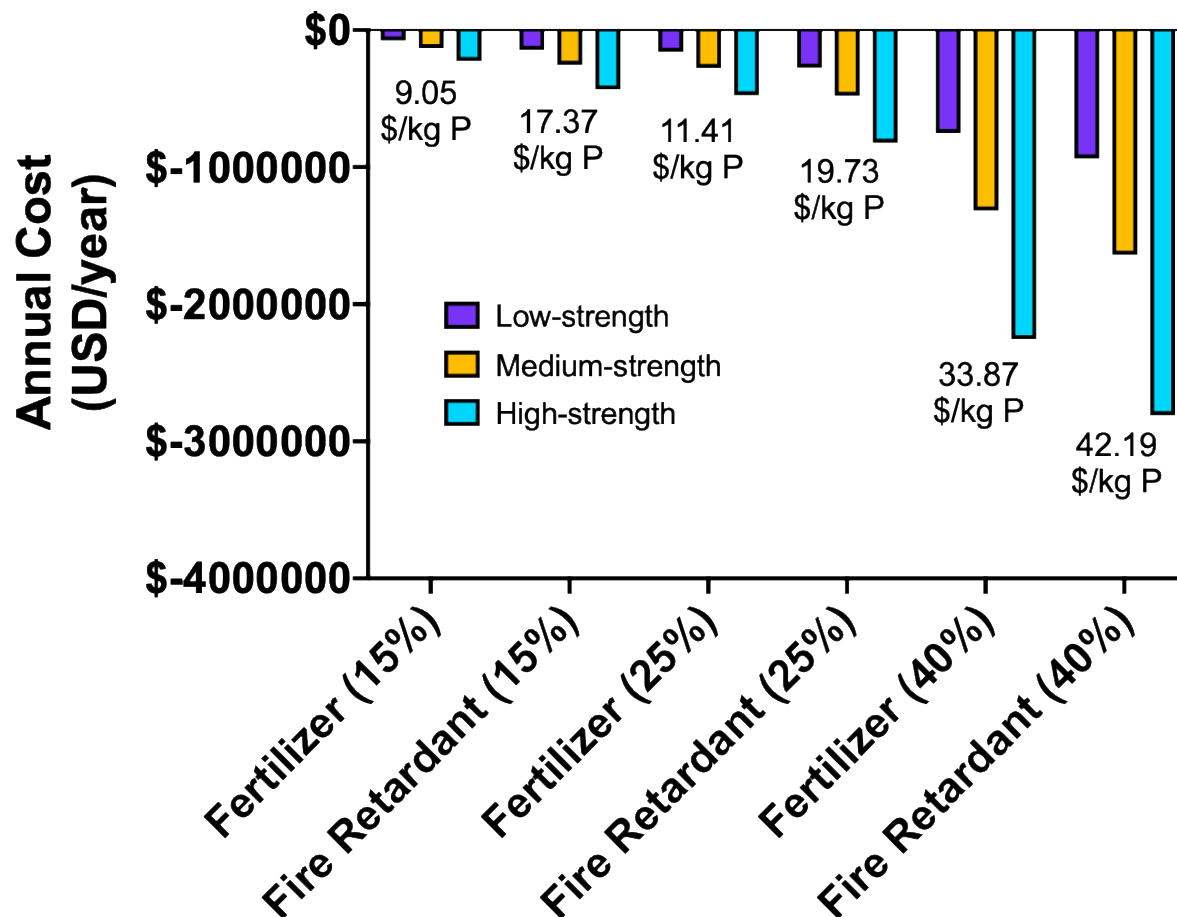 $0
$-1000000
$-2000000
$-3000000
$-4000000
Annual Cost
(USD/year)
9.05
$/kg P
17.37
$/kg P
11.41
$/kg P
19.73
$/kg P
33.87
$/kg P
42.19
$/kg P
Low-strength
Medium-strength
High-strength
Fertilizer (15%)
Fire Retardant (15%)
Fertilizer (25%)
Fire Retardant (25%)
Fertilizer (40%)
Fire Retardant (40%)